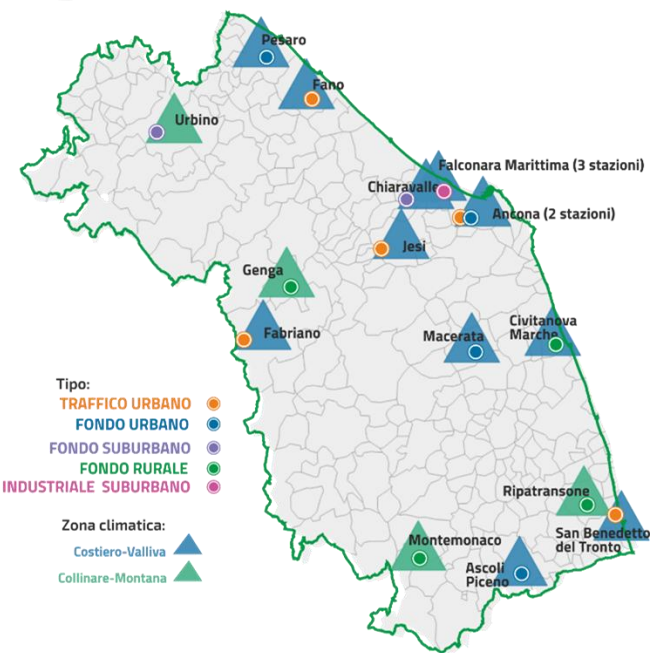 Pesaro
Fano
Urbino
Falconara Marittima (3 stazioni)
Chiaravalle
Ancona (2 stazioni)
Jesi
Genga
Fabriano
Macerata
Civitanova
Marche
Tipo:
TRAFFICO URBANO
FONDO URBANO
FONDO SUBURBANO
FONDO RURALE
INDUSTRIALE SUBURBANO
Zona climatica:
Costiero-Valliva
Collinare-Montana
Ripatransone
San Benedetto
del Tronto
Montemonaco
Ascoli
Piceno